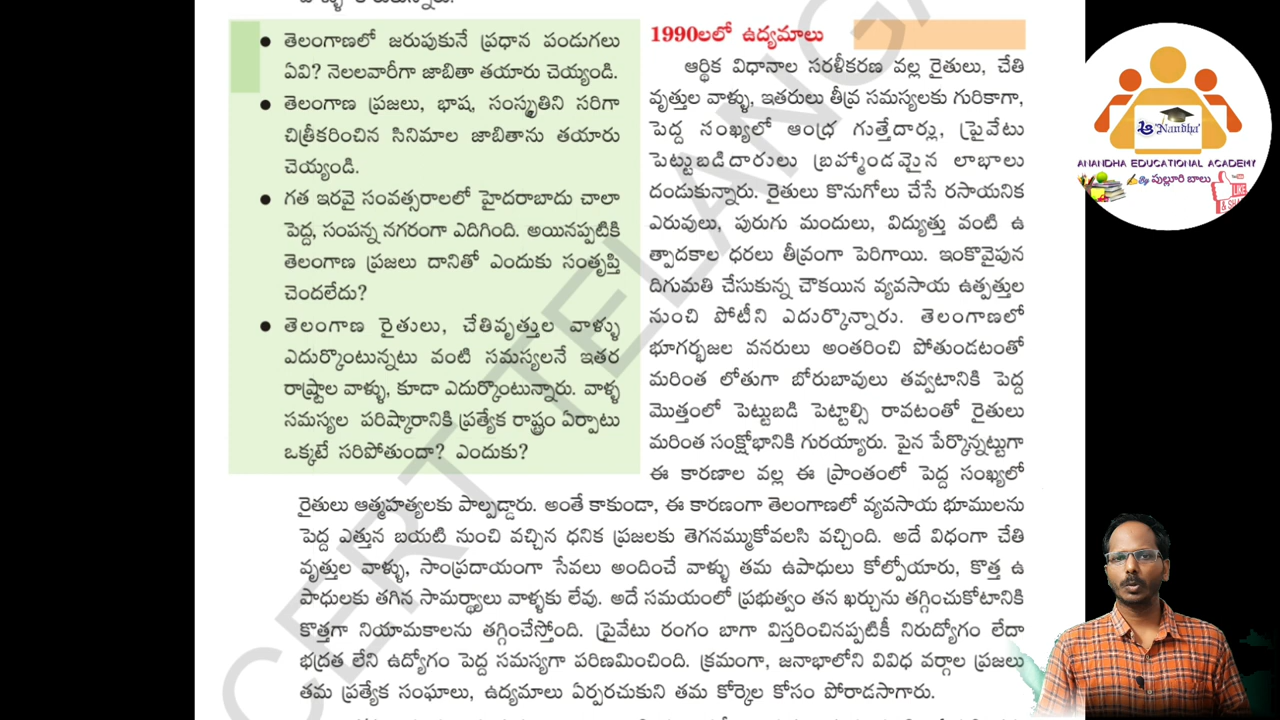 • తెలంగాణలో జరుపుకునే ప్రధాన పండుగలు
ఏవి? నెలలవారీగా జాబితా తయారు చెయ్యండి.
• తెలంగాణ ప్రజలు, భాష, సంస్కృతిని సరిగా
చిత్రీకరించిన సినిమాల జాబితాను తయారు
చెయ్యండి.
• గత ఇరవై సంవత్సరాలలో హైదరాబాదు చాలా
పెద్ద, సంపన్న నగరంగా ఎదిగింది. అయినప్పటికి
తెలంగాణ ప్రజలు దానితో ఎందుకు సంతృప్తి
చెందలేదు?
• తెలంగాణ రైతులు, చేతివృత్తుల వాళ్ళు
ఎదుర్కొంటున్నటు వంటి సమస్యలనే ఇతర
రాష్ట్రాల వాళ్ళు, కూడా ఎదుర్కొంటున్నారు. వాళ్ళ
సమస్యల పరిష్కారానికి ప్రత్యేక రాష్ట్రం ఏర్పాటు
ఒక్కటే సరిపోతుందా? ఎందుకు?
1990లలో ఉద్యమాలు
ఆర్థిక విధానాల సరళీకరణ వల్ల రైతులు, చేతి
వృత్తుల వాళ్ళు, ఇతరులు తీవ్ర సమస్యలకు గురికాగా,
పెద్ద సంఖ్యలో ఆంధ్ర గుత్తేదార్లు, ప్రైవేటు
పెట్టుబడిదారులు బ్రహ్మాండమైన లాభాలు
దండుకున్నారు. రైతులు కొనుగోలు చేసే రసాయనిక
ఎరువులు, పురుగు మందులు, విద్యుత్తు వంటి ఉ
త్పాదకాల ధరలు తీవ్రంగా పెరిగాయి. ఇంకొవైపున
దిగుమతి చేసుకున్న చౌకయిన వ్యవసాయ ఉత్పత్తుల
నుంచి పోటీని ఎదుర్కొన్నారు. తెలంగాణలో
భూగర్భజల వనరులు అంతరించి పోతుండటంతో
మరింత లోతుగా బోరుబావులు తవ్వటానికి పెద్ద
మొత్తంలో పెట్టుబడి పెట్టాల్సి రావటంతో రైతులు
మరింత సంక్షోభానికి గురయ్యారు. పైన పేర్కొన్నట్టుగా
ఈ కారణాల వల్ల ఈ ప్రాంతంలో పెద్ద సంఖ్యలో
రైతులు ఆత్మహత్యలకు పాల్పడ్డారు. అంతే కాకుండా, ఈ కారణంగా తెలంగాణలో వ్యవసాయ భూములను
పెద్ద ఎత్తున బయటి నుంచి వచ్చిన ధనిక ప్రజలకు తెగనమ్ముకోవలసి వచ్చింది. అదే విధంగా చేతి
వృత్తుల వాళ్ళు, సాంప్రదాయంగా సేవలు అందించే వాళ్ళు తమ ఉపాధులు కోల్పోయారు, కొత్త ఉ
పాధులకు తగిన సామర్థ్యాలు వాళ్ళకు లేవు. అదే సమయంలో ప్రభుత్వం తన ఖర్చును తగ్గించుకోటానికి
కొత్తగా నియామకాలను తగ్గించేస్తోంది. ప్రైవేటు రంగం బాగా విస్తరించినప్పటికీ నిరుద్యోగం లేదా
భద్రత లేని ఉద్యోగం పెద్ద సమస్యగా పరిణమించింది. క్రమంగా, జనాభాలోని వివిధ వర్గాల ప్రజలు
తమ ప్రత్యేక సంఘాలు, ఉద్యమాలు ఏర్పరచుకుని తమ కోర్కెల కోసం పోరాడసాగారు.
CERT TELANGA
'Nandha'
ANANDHA EDUCATIONAL ACADEMY
By పుల్లూరి బాలు
LIKE
& SHARE